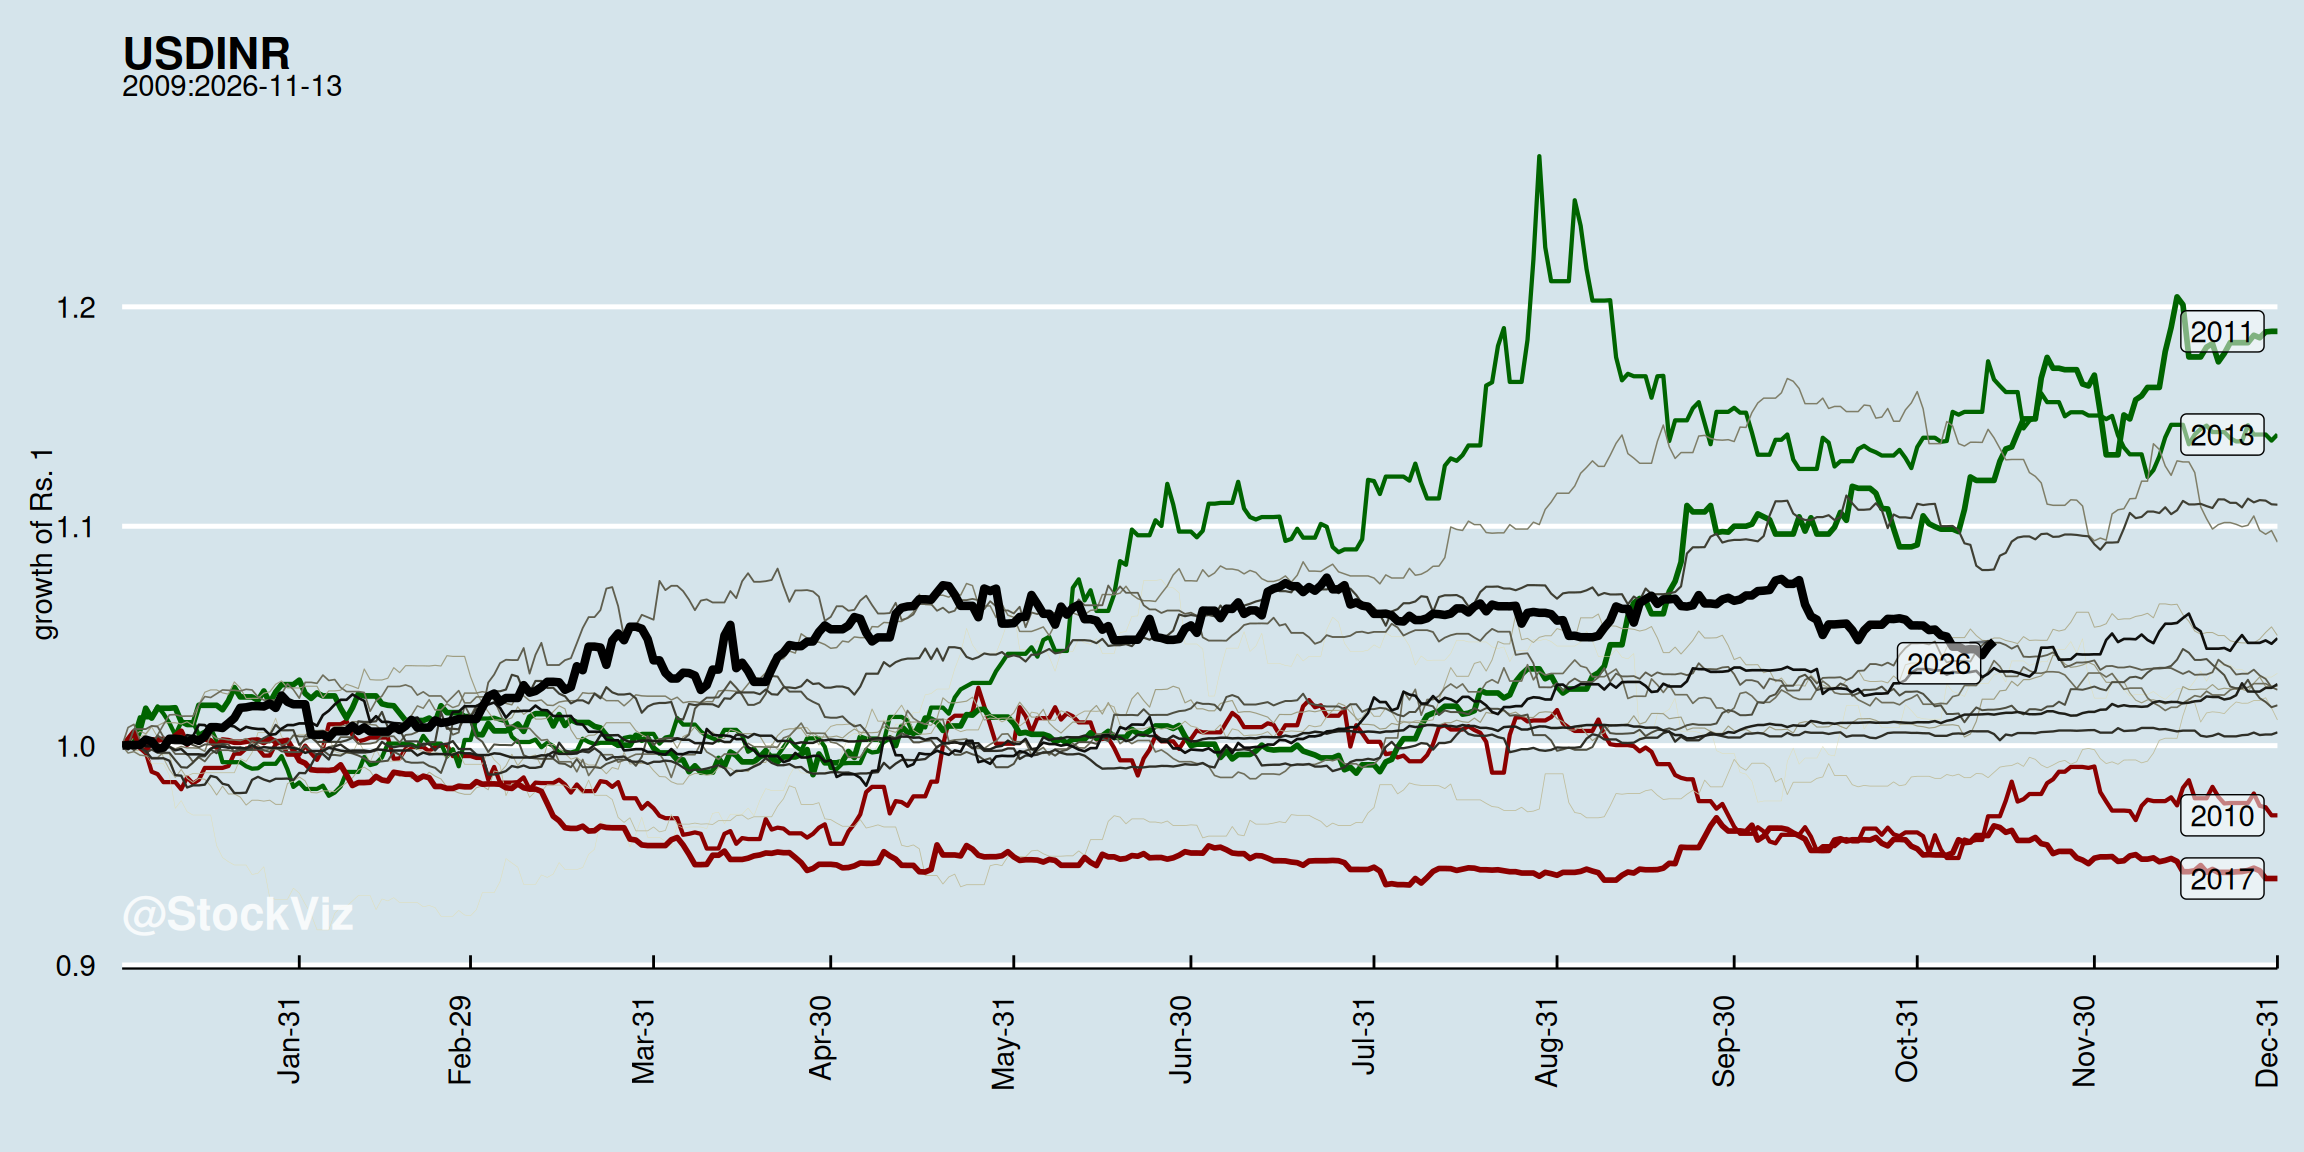 USDINR
2009:2026-11-13
growth of Rs. 1
1.2
1.1
1.0
0.9
2011
2013
2026
2010
2017
@StockViz
Jan-31
Feb-29
Mar-31
Apr-30
May-31
Jun-30
Jul-31
Aug-31
Sep-30
Oct-31
Nov-30
Dec-31